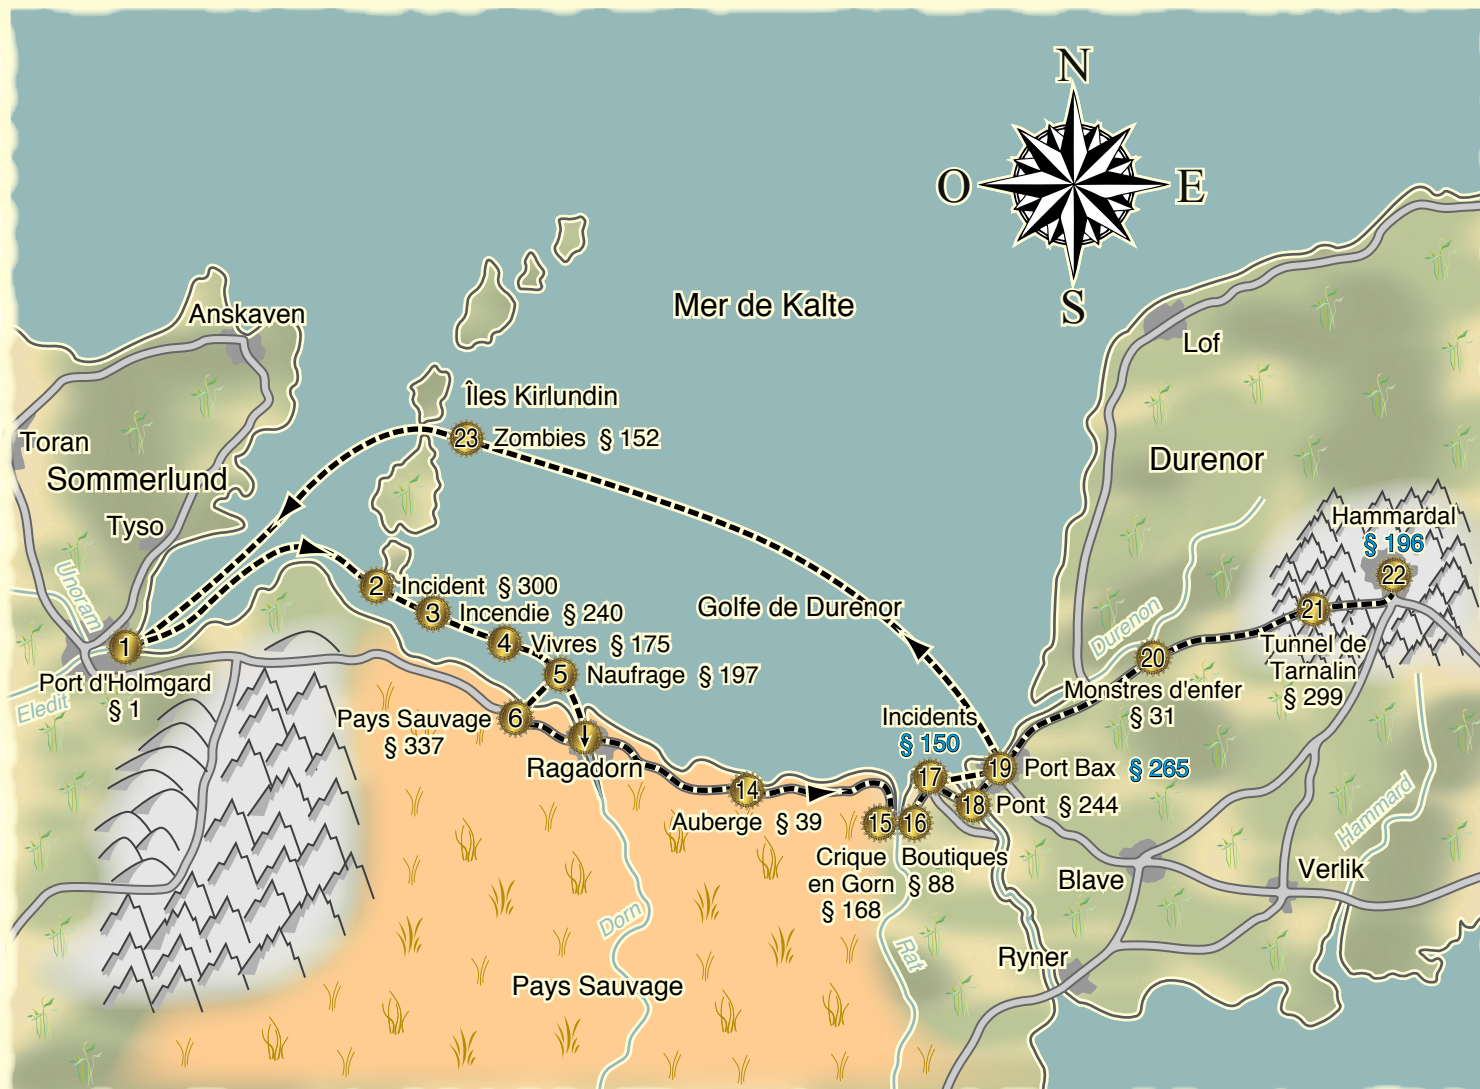 N
O
E
S
Anskaven
Mer de Kalte
Lof
Îles Kirlundin
23
Zombies § 152
Toran
Sommerlund
Durenor
Tyso
Hammardal
§ 196
22
Unoram
2
Incident § 300
3
Incendie § 240
Golfe de Durenor
21
Durenon
1
4
Vivres § 175
Tunnel de
Tarnalin
§ 299
20
5
Naufrage § 197
Port d'Holmgard
§ 1
Eledit
Monstres d'enfer
§ 31
Pays Sauvage
§ 337
6
Incidents
§ 150
Ragadorn
17
19
Port Bax § 265
14
18
Pont § 244
Auberge § 39
15
16
Hammard
Crique
en Gorn
§ 168
Boutiques
§ 88
Blave
Verlik
Dorn
Rat
Ryner
Pays Sauvage